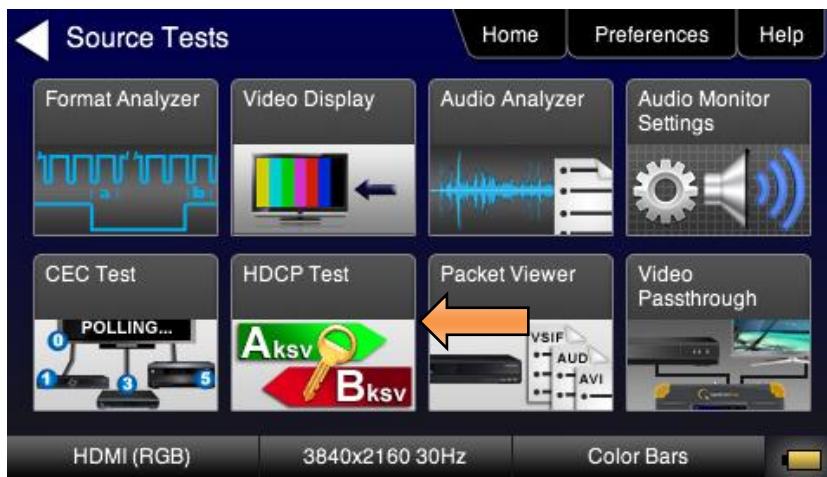 Source Tests
Home
Preferences
Help
Format Analyzer
Video Display
Audio Analyzer
Audio Monitor
Settings
a
b
CEC Test
HDCP Test
Packet Viewer
Video
Passthrough
POLLING...
0
1
3
5
Aksv
Bksv
VSIF
AUD
AVI
HDMI (RGB)
3840x2160 30Hz
Color Bars